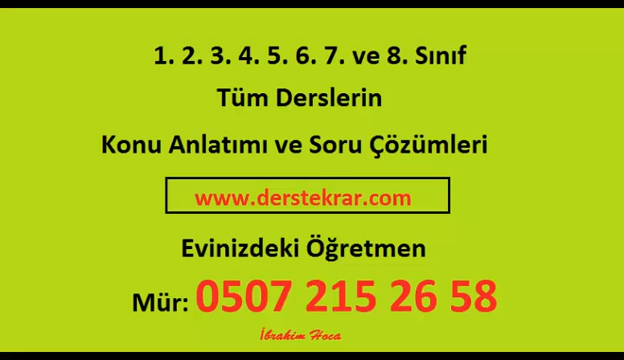 1. 2. 3. 4. 5. 6. 7. ve 8. Sınıf
Tüm Derslerin
Konu Anlatımı ve Soru Çözümleri
www.derstekrar.com
Evinizdeki Öğretmen
Mür: 0507 215 26 58
İbrahim Hoca